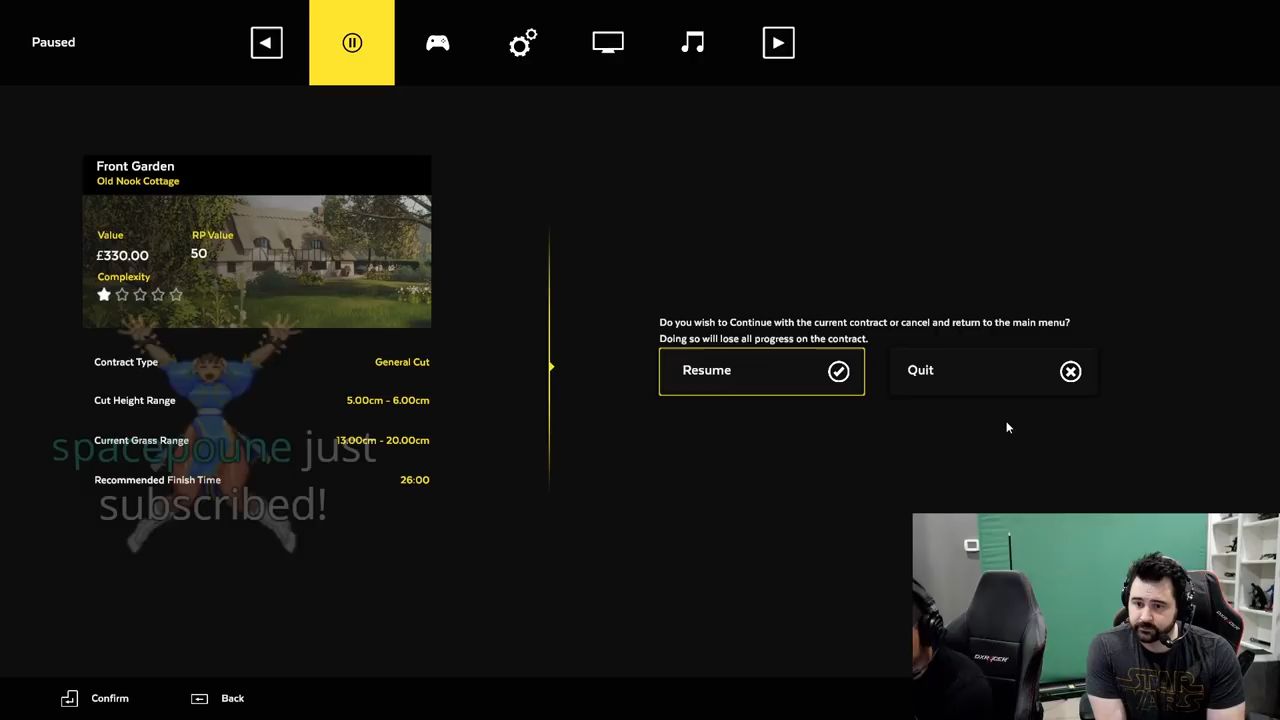 Paused
Front Garden
Old Nook Cottage
Value
RP Value
£330.00
50
Complexity
Contract Type
General Cut
Cut Height Range
5.00cm - 6.00cm
Current Grass Range
13.00cm - 20.00cm
Recommended Finish Time
26:00
spacepoune just
subscribed!
Do you wish to Continue with the current contract or cancel and return to the main menu?
Doing so will lose all progress on the contract.
Resume
Quit
DXRACER
STAR
WARS
Confirm
Back